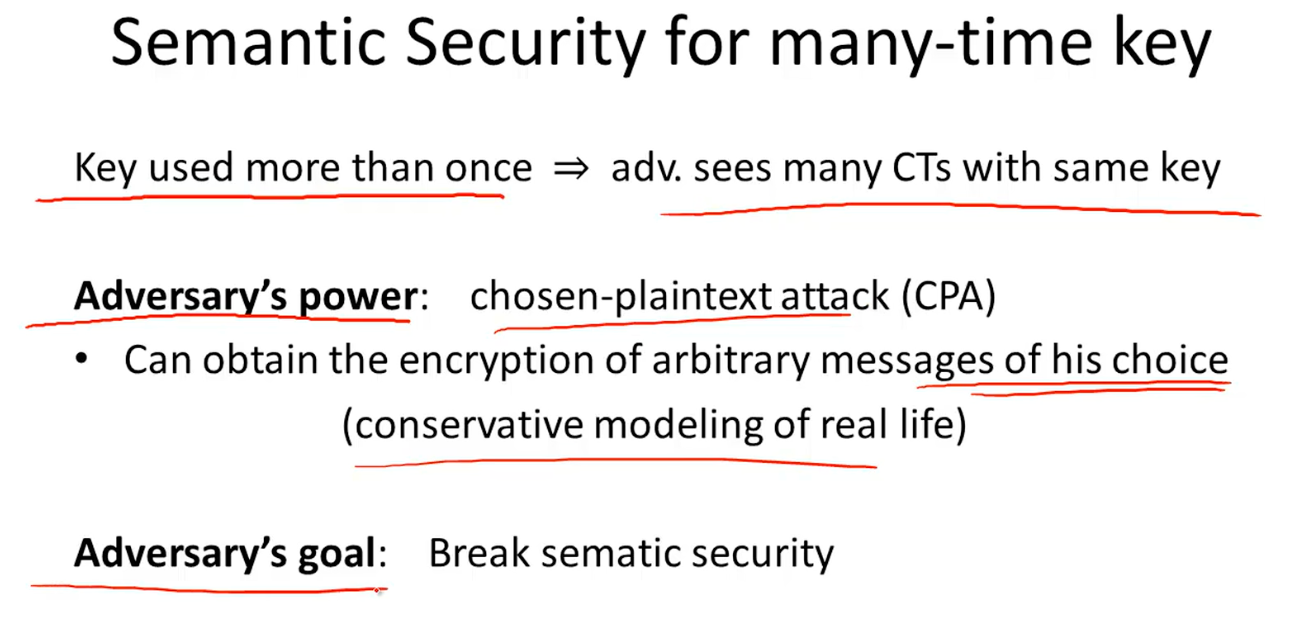 Semantic Security for many-time key
Key used more than once ⇒ adv. sees many CTs with same key
Adversary's power: chosen-plaintext attack (CPA)
• Can obtain the encryption of arbitrary messages of his choice
(conservative modeling of real life)
Adversary's goal: Break sematic security